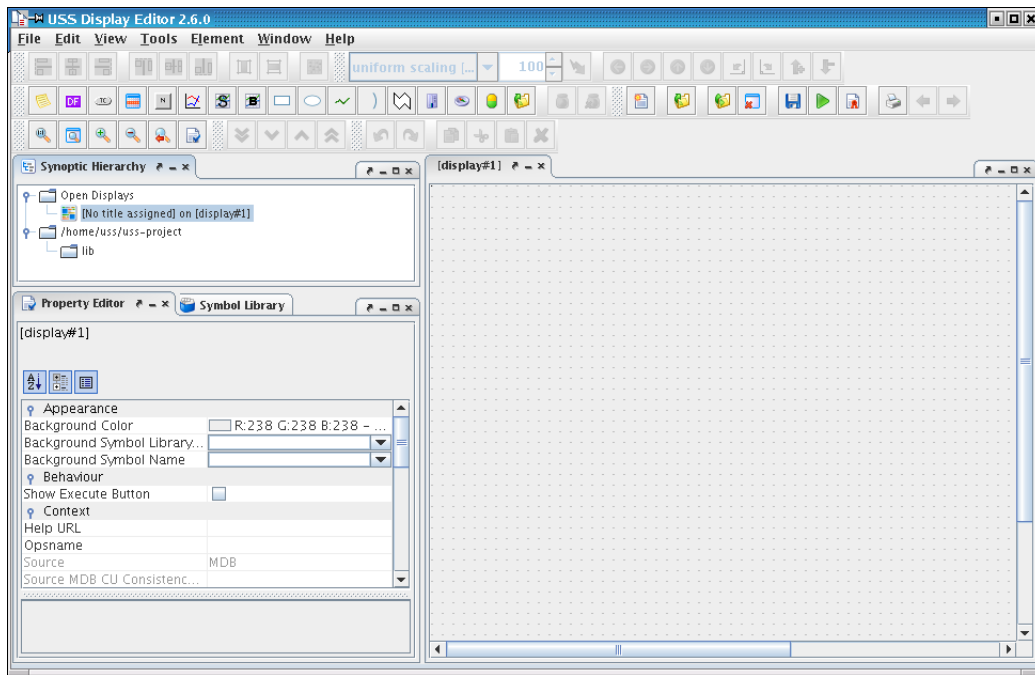 USS Display Editor 2.6.0
File Edit View Tools Element Window Help
uniform scaling [... 100
DF TC N S B
Synoptic Hierarchy
[display#1]
Open Displays
[No title assigned] on [display#1]
/home/uss/uss-project
lib
Property Editor Symbol Library
[display#1]
A Z
Appearance
Background Color R:238 G:238 B:238 - ...
Background Symbol Library...
Background Symbol Name
Behaviour
Show Execute Button
Context
Help URL
Opsname
Source MDB
Source MDB CU Consistenc...